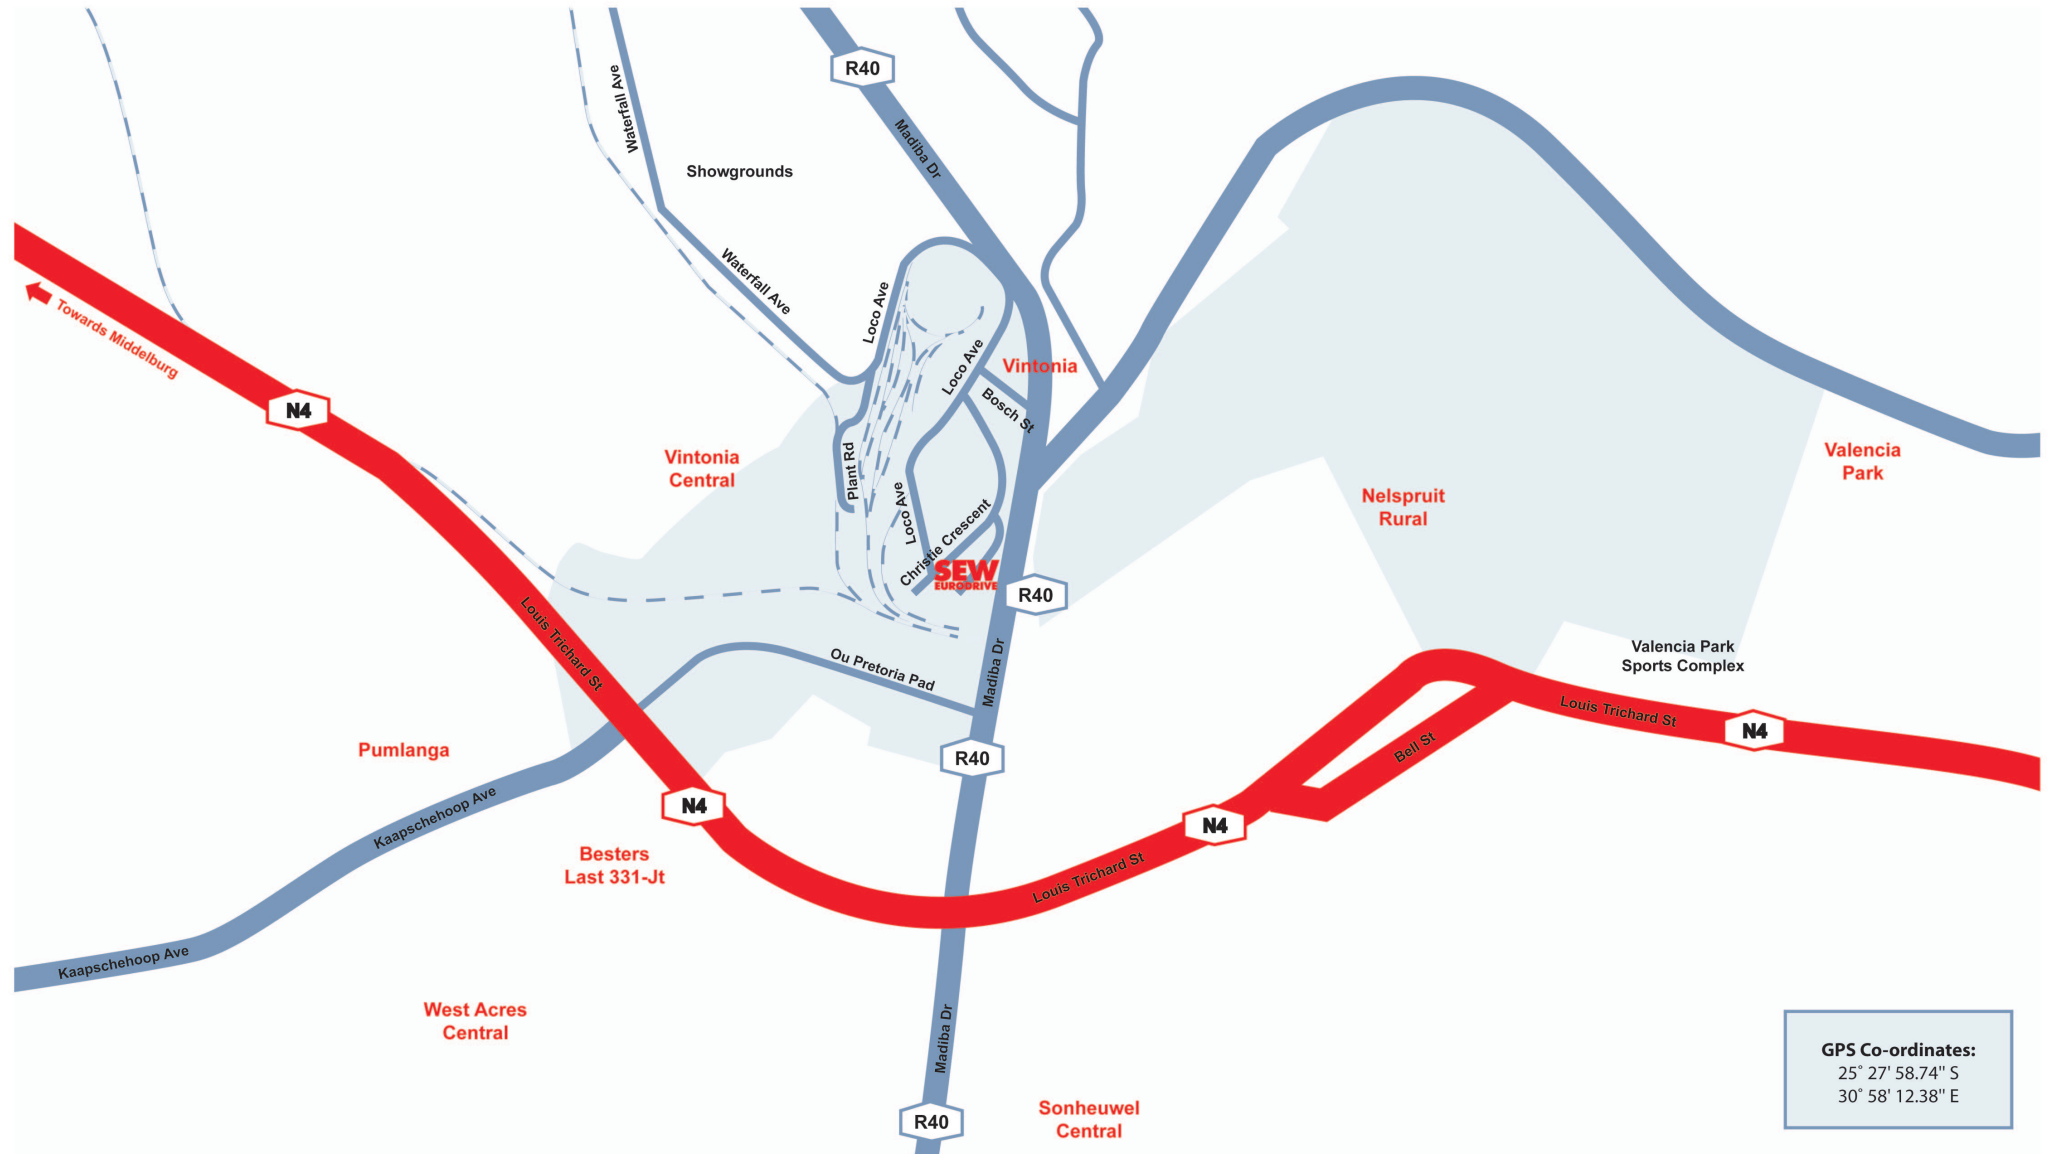 R40
Waterfall Ave
Madiba Dr
Showgrounds
Waterfall Ave
Loco Ave
Towards Middelburg
Loco Ave
Vintonia
Bosch St
N4
Vintonia
Central
Plant Rd
Loco Ave
Christie Crescent
Valencia
Park
Nelspruit
Rural
SEW
EURODRIVE
R40
Louis Trichard St
Ou Pretoria Pad
Madiba Dr
Valencia Park
Sports Complex
Louis Trichard St
N4
Bell St
Pumlanga
R40
Kaapschehoop Ave
N4
N4
Besters
Last 331-Jt
Louis Trichard St
Kaapschehoop Ave
West Acres
Central
Madiba Dr
Sonheuwel
Central
R40
GPS Co-ordinates:
25° 27' 58.74" S
30° 58' 12.38" E